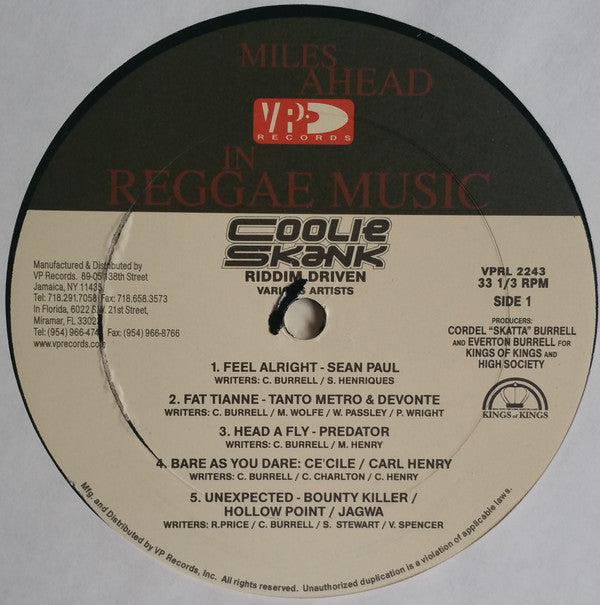 MILES
AHEAD
VP
RECORDS
IN
REGGAE MUSIC
COOLIE
SKANK
RIDDIM DRIVEN
VARIOUS ARTISTS
Manufactured & Distributed by
VP Records. 89-05 138th Street
Jamaica, NY 11435
Tel: 718.291.7058 Fax: 718.658.3573
In Florida, 6022 S.W. 21st Street,
Miramar, FL 33023
Tel: (954) 966-474 Fax: (954) 966-8766
www.vprecords.com
VPRL 2243
33 1/3 RPM
SIDE 1
PRODUCERS:
CORDEL "SKATTA" BURRELL
AND EVERTON BURRELL FOR
KINGS OF KINGS AND
HIGH SOCIETY
KINGS of KINGS
1. FEEL ALRIGHT - SEAN PAUL
WRITERS: C. BURRELL / S. HENRIQUES
2. FAT TIANNE - TANTO METRO & DEVONTE
WRITERS: C. BURRELL / M. WOLFE / W. PASSLEY / P. WRIGHT
3. HEAD A FLY - PREDATOR
WRITERS: C. BURRELL / M. HENRY
4. BARE AS YOU DARE: CE'CILE / CARL HENRY
WRITERS: C. BURRELL / C. CHARLTON / C. HENRY
5. UNEXPECTED - BOUNTY KILLER /
HOLLOW POINT / JAGWA
WRITERS: R.PRICE / C. BURRELL / S. STEWART / V. SPENCER
Mfg. and Distributed by VP Records, Inc. All rights reserved. Unauthorized duplication is a violation of applicable laws.